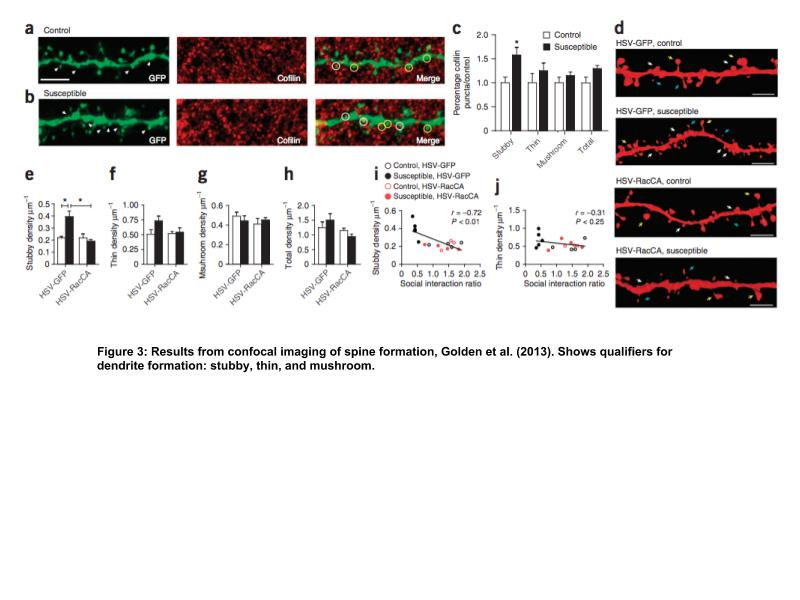 a
Control
GFP
Cofilin
Merge
b
Susceptible
GFP
Cofilin
Merge
c
Control
Susceptible
Percentage cofilin
puncta/control
2.0
1.5
1.0
0.5
0
*
Stubby
Thin
Mushroom
Total
d
HSV-GFP, control
HSV-GFP, susceptible
HSV-RacCA, control
HSV-RacCA, susceptible
e
Stubby density µm⁻¹
0.5
0.4
0.3
0.2
0.1
0
* *
HSV-GFP
HSV-RacCA
f
Thin density µm⁻¹
1.00
0.75
0.50
0.25
0
HSV-GFP
HSV-RacCA
g
Msuhroom density µm⁻¹
0.6
0.4
0.2
0
HSV-GFP
HSV-RacCA
h
Total density µm⁻¹
2.0
1.5
1.0
0.5
0
HSV-GFP
HSV-RacCA
i
Control, HSV-GFP
Susceptible, HSV-GFP
Control, HSV-RacCA
Susceptible, HSV-RacCA
Stubby density µm⁻¹
0.6
0.4
0.2
0
r = −0.72
P < 0.01
0 0.5 1.0 1.5 2.0 2.5
Social interaction ratio
j
Thin density µm⁻¹
1.5
1.0
0.5
0
r = −0.31
P < 0.25
0 0.5 1.0 1.5 2.0 2.5
Social interaction ratio
Figure 3: Results from confocal imaging of spine formation, Golden et al. (2013). Shows qualifiers for
dendrite formation: stubby, thin, and mushroom.